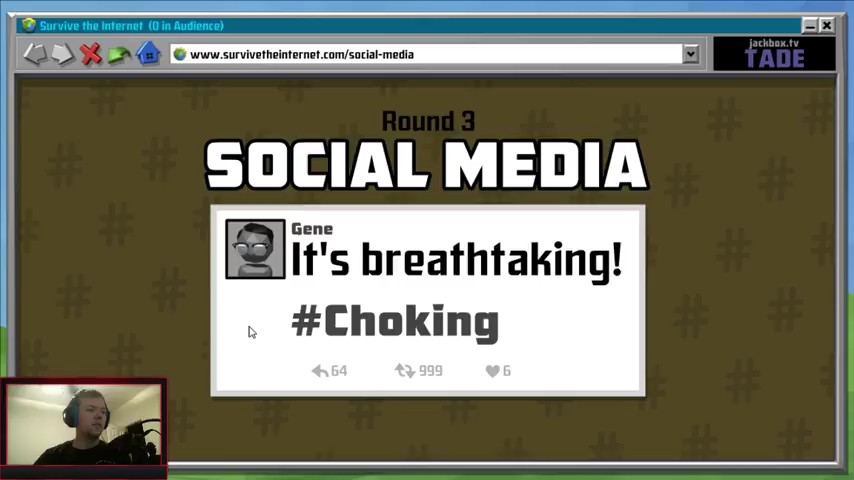 Survive the Internet (0 in Audience)
www.survivetheinternet.com/social-media
jackbox.tv
TADE
Round 3
SOCIAL MEDIA
Gene
It's breathtaking!
#Choking
64 999 6